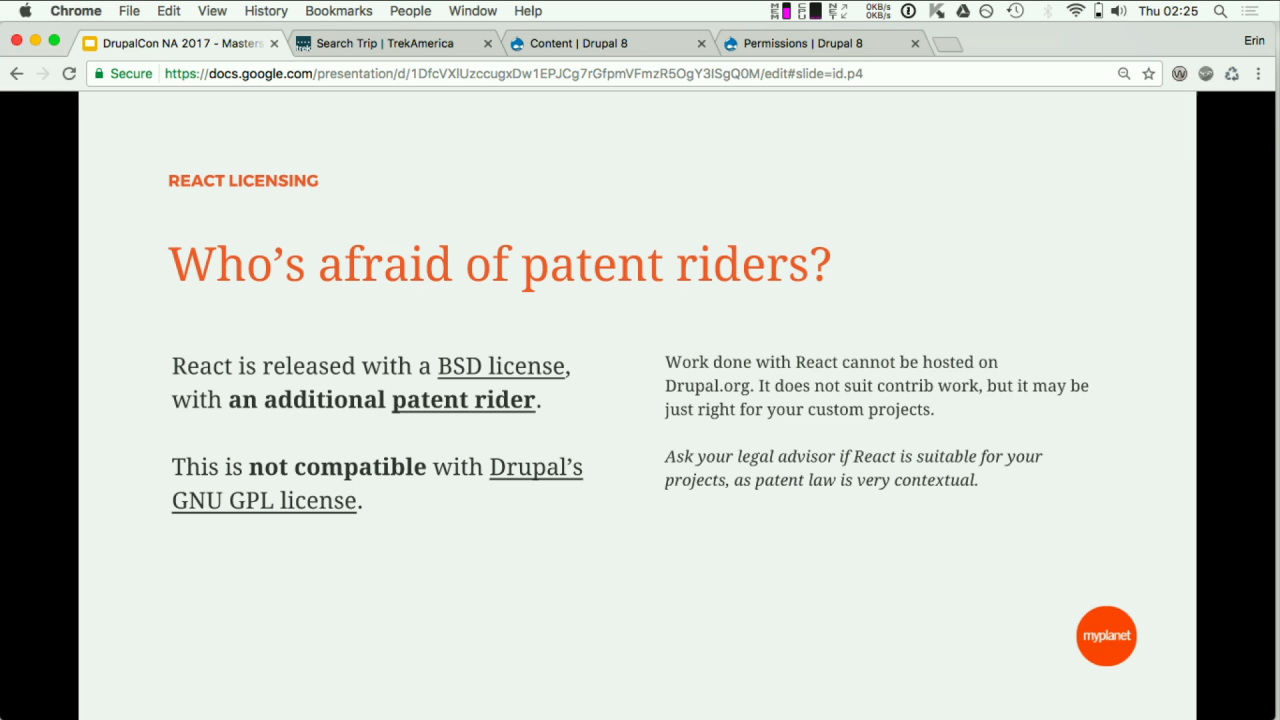 Chrome File Edit View History Bookmarks People Window Help 0KB/s 0KB/s Thu 02:25
DrupalCon NA 2017 - Masters Search Trip | TrekAmerica Content | Drupal 8 Permissions | Drupal 8 Erin
Secure https://docs.google.com/presentation/d/1DfcVXlUzccugxDw1EPJCg7rGfpmVFmzR5OgY3ISgQ0M/edit#slide=id.p4
REACT LICENSING
Who's afraid of patent riders?
React is released with a BSD license,
with an additional patent rider.
This is not compatible with Drupal's
GNU GPL license.
Work done with React cannot be hosted on
Drupal.org. It does not suit contrib work, but it may be
just right for your custom projects.
Ask your legal advisor if React is suitable for your
projects, as patent law is very contextual.
myplanet